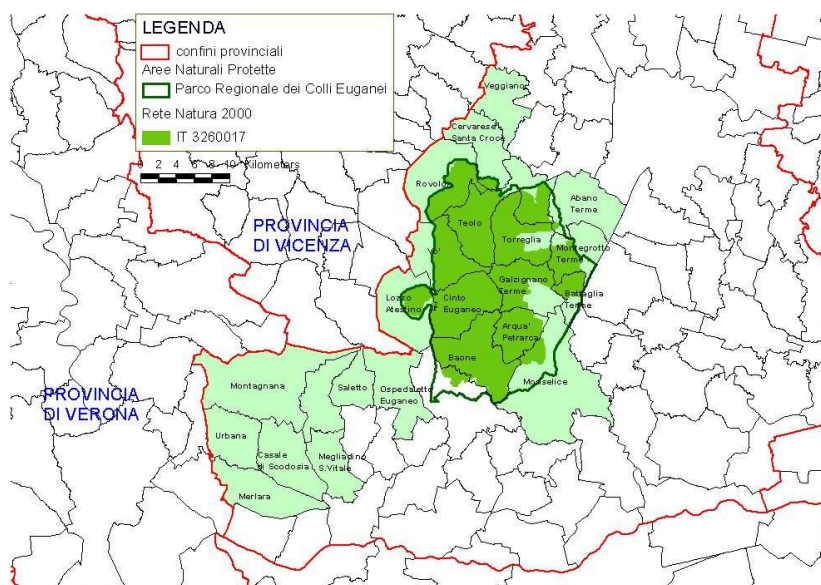 LEGENDA
confini provinciali
Aree Naturali Protette
Parco Regionale dei Colli Euganei
Rete Natura 2000
IT 3260017
0 2 4 6 8 10 Kilometers
Veggiano
Cervarese
Santa Croce
Rovolon
Abano
Terme
Teolo
PROVINCIA
DI VICENZA
Torreglia
Montegrotto
Terme
Galzignano
Terme
Lozzo
Atestino
Cinto
Euganeo
Battaglia
Terme
Arqua'
Petrarca
Baone
Monselice
Montagnana
Saletto
Ospedaletto
Euganeo
PROVINCIA
DI VERONA
Urbana
Casale
di Scodosia
Megliadino
S.Vitale
Merlara